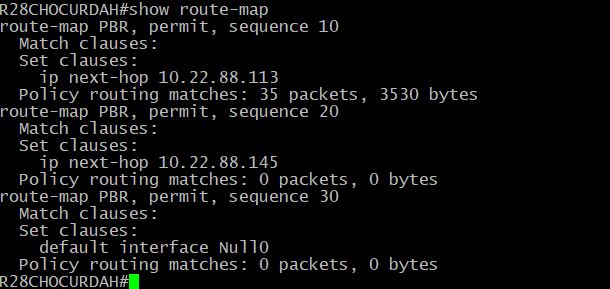 R28CHOCURDAH#show route-map
route-map PBR, permit, sequence 10
  Match clauses:
  Set clauses:
    ip next-hop 10.22.88.113
  Policy routing matches: 35 packets, 3530 bytes
route-map PBR, permit, sequence 20
  Match clauses:
  Set clauses:
    ip next-hop 10.22.88.145
  Policy routing matches: 0 packets, 0 bytes
route-map PBR, permit, sequence 30
  Match clauses:
  Set clauses:
    default interface Null0
  Policy routing matches: 0 packets, 0 bytes
R28CHOCURDAH#